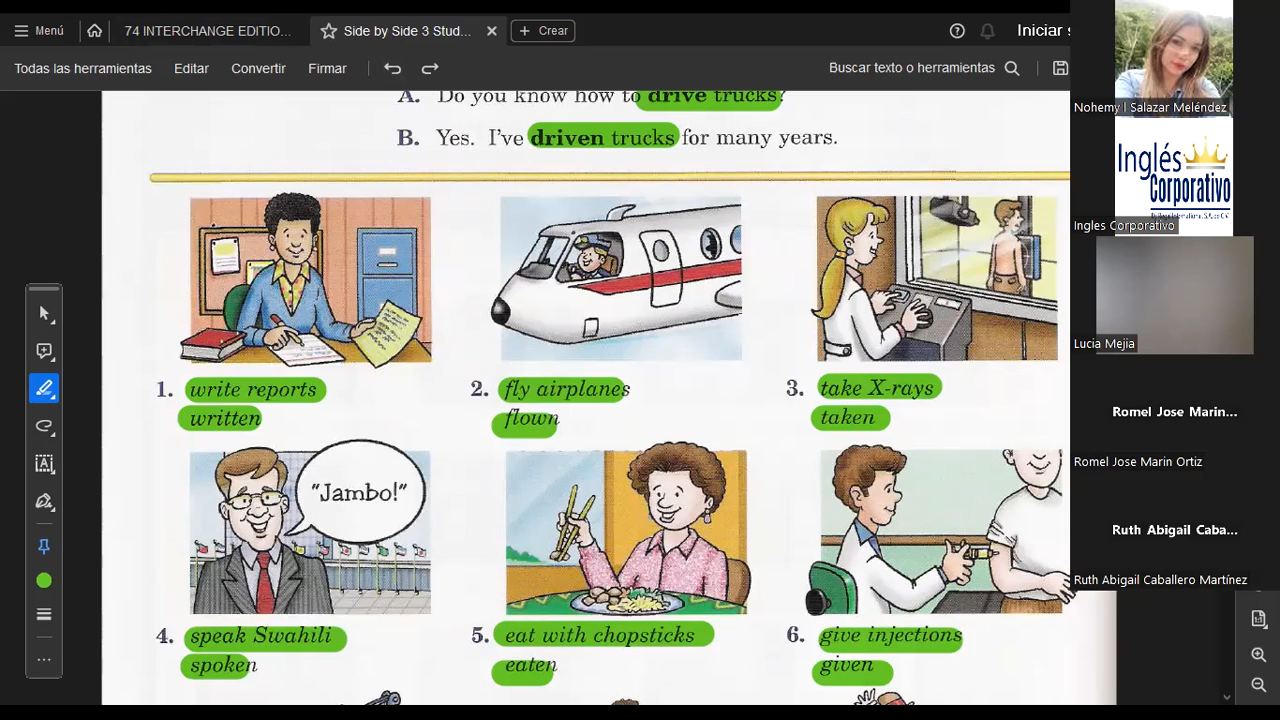 Menú
74 INTERCHANGE EDITIO...
Side by Side 3 Stud...
Crear
Iniciar s
Todas las herramientas
Editar
Convertir
Firmar
Buscar texto o herramientas
A. Do you know how to drive trucks?
B. Yes. I've driven trucks for many years.
1. write reports
written
2. fly airplanes
flown
3. take X-rays
taken
"Jambo!"
4. speak Swahili
spoken
5. eat with chopsticks
eaten
6. give injections
given
Nohemy I Salazar Meléndez
Inglés
Corporativo
Ingles Corporativo
Lucia Mejia
Romel Jose Marin...
Romel Jose Marin Ortiz
Ruth Abigail Caba...
Ruth Abigail Caballero Martínez